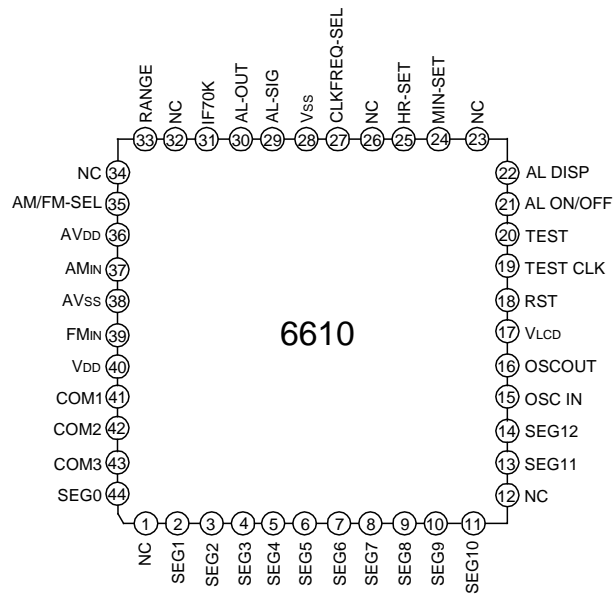 RANGE
NC
IF70K
AL-OUT
AL-SIG
VSS
CLKFREQ-SEL
NC
HR-SET
MIN-SET
NC
33 32 31 30 29 28 27 26 25 24 23
NC 34
AM/FM-SEL 35
AVDD 36
AMIN 37
AVSS 38
FMIN 39
VDD 40
COM1 41
COM2 42
COM3 43
SEG0 44
6610
22 AL DISP
21 AL ON/OFF
20 TEST
19 TEST CLK
18 RST
17 VLCD
16 OSCOUT
15 OSC IN
14 SEG12
13 SEG11
12 NC
1 2 3 4 5 6 7 8 9 10 11
NC
SEG1
SEG2
SEG3
SEG4
SEG5
SEG6
SEG7
SEG8
SEG9
SEG10